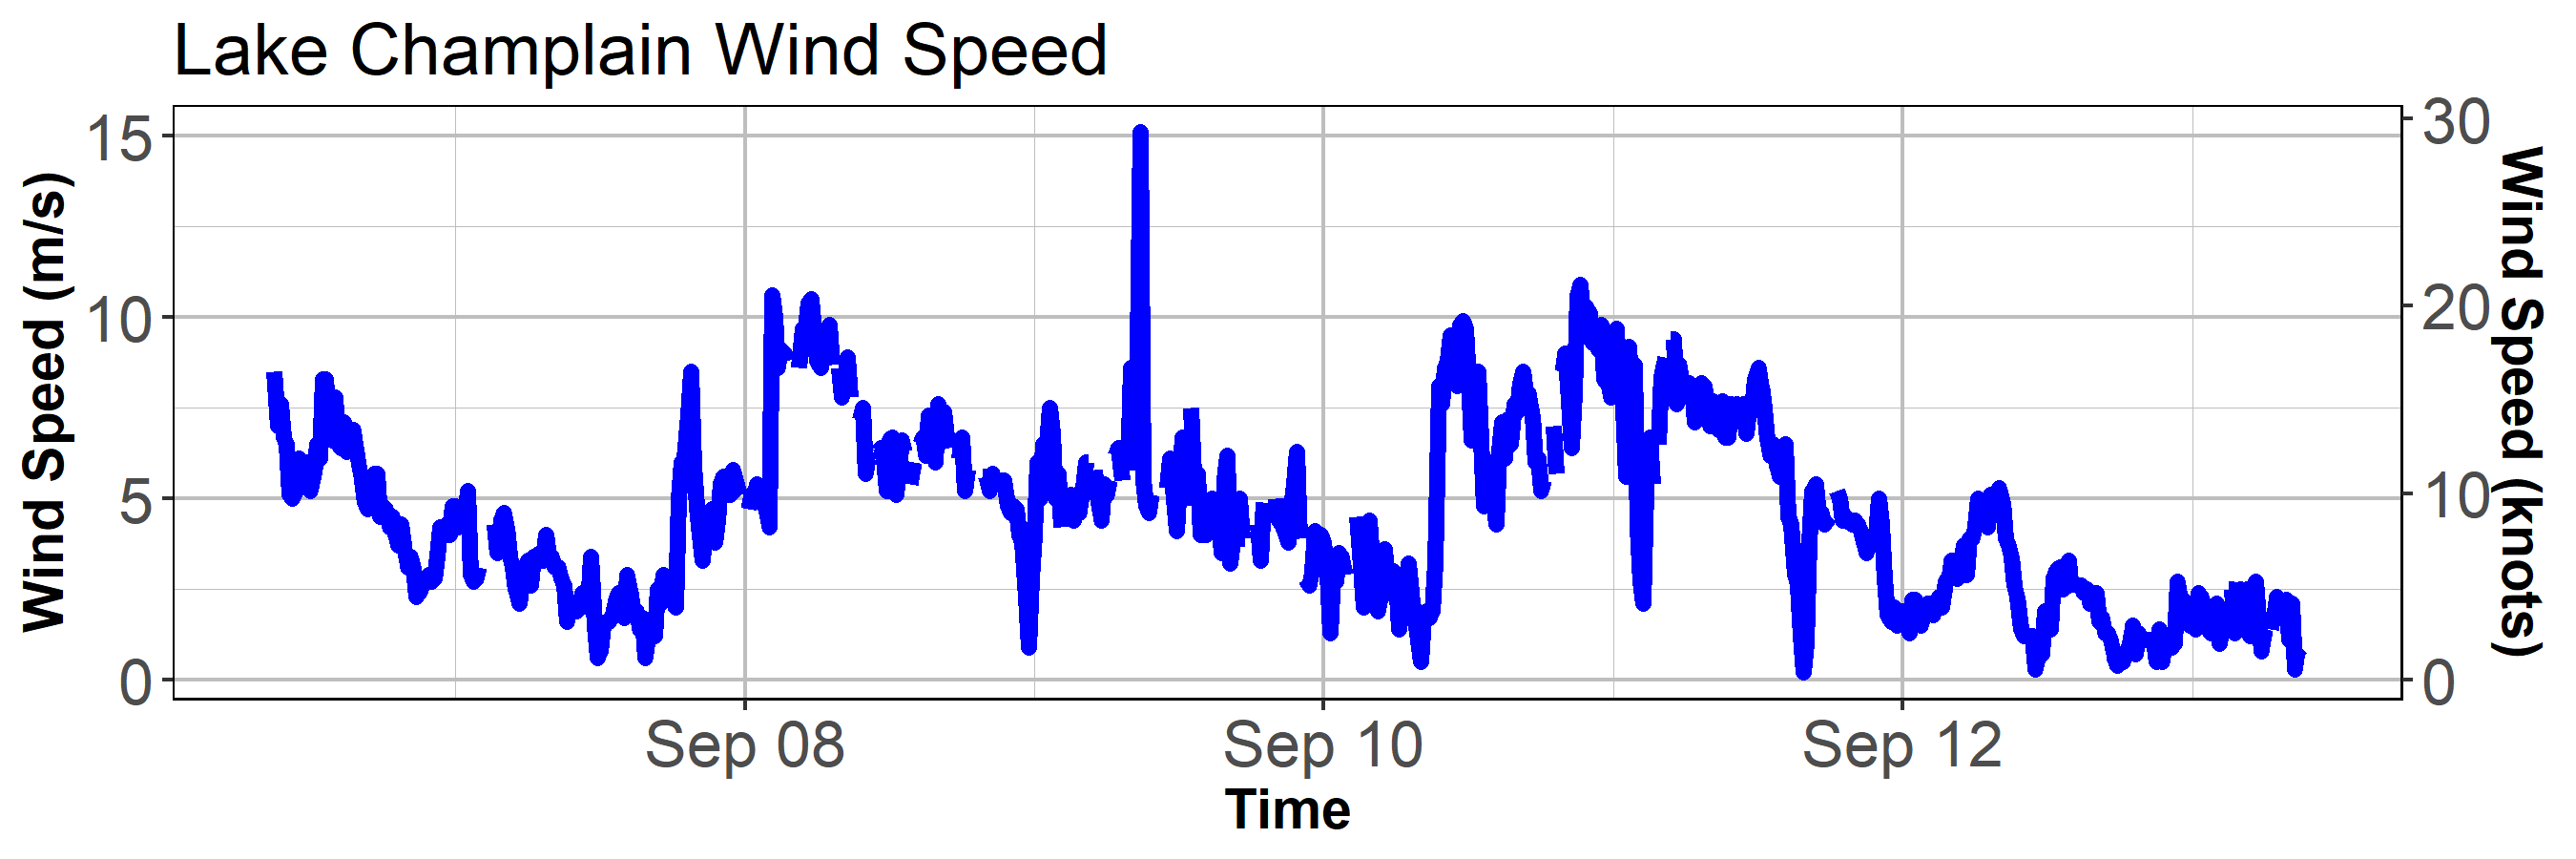 Lake Champlain Wind Speed
Wind Speed (m/s)
15
10
5
0
30
20
10
0
Wind Speed (knots)
Sep 08
Sep 10
Sep 12
Time